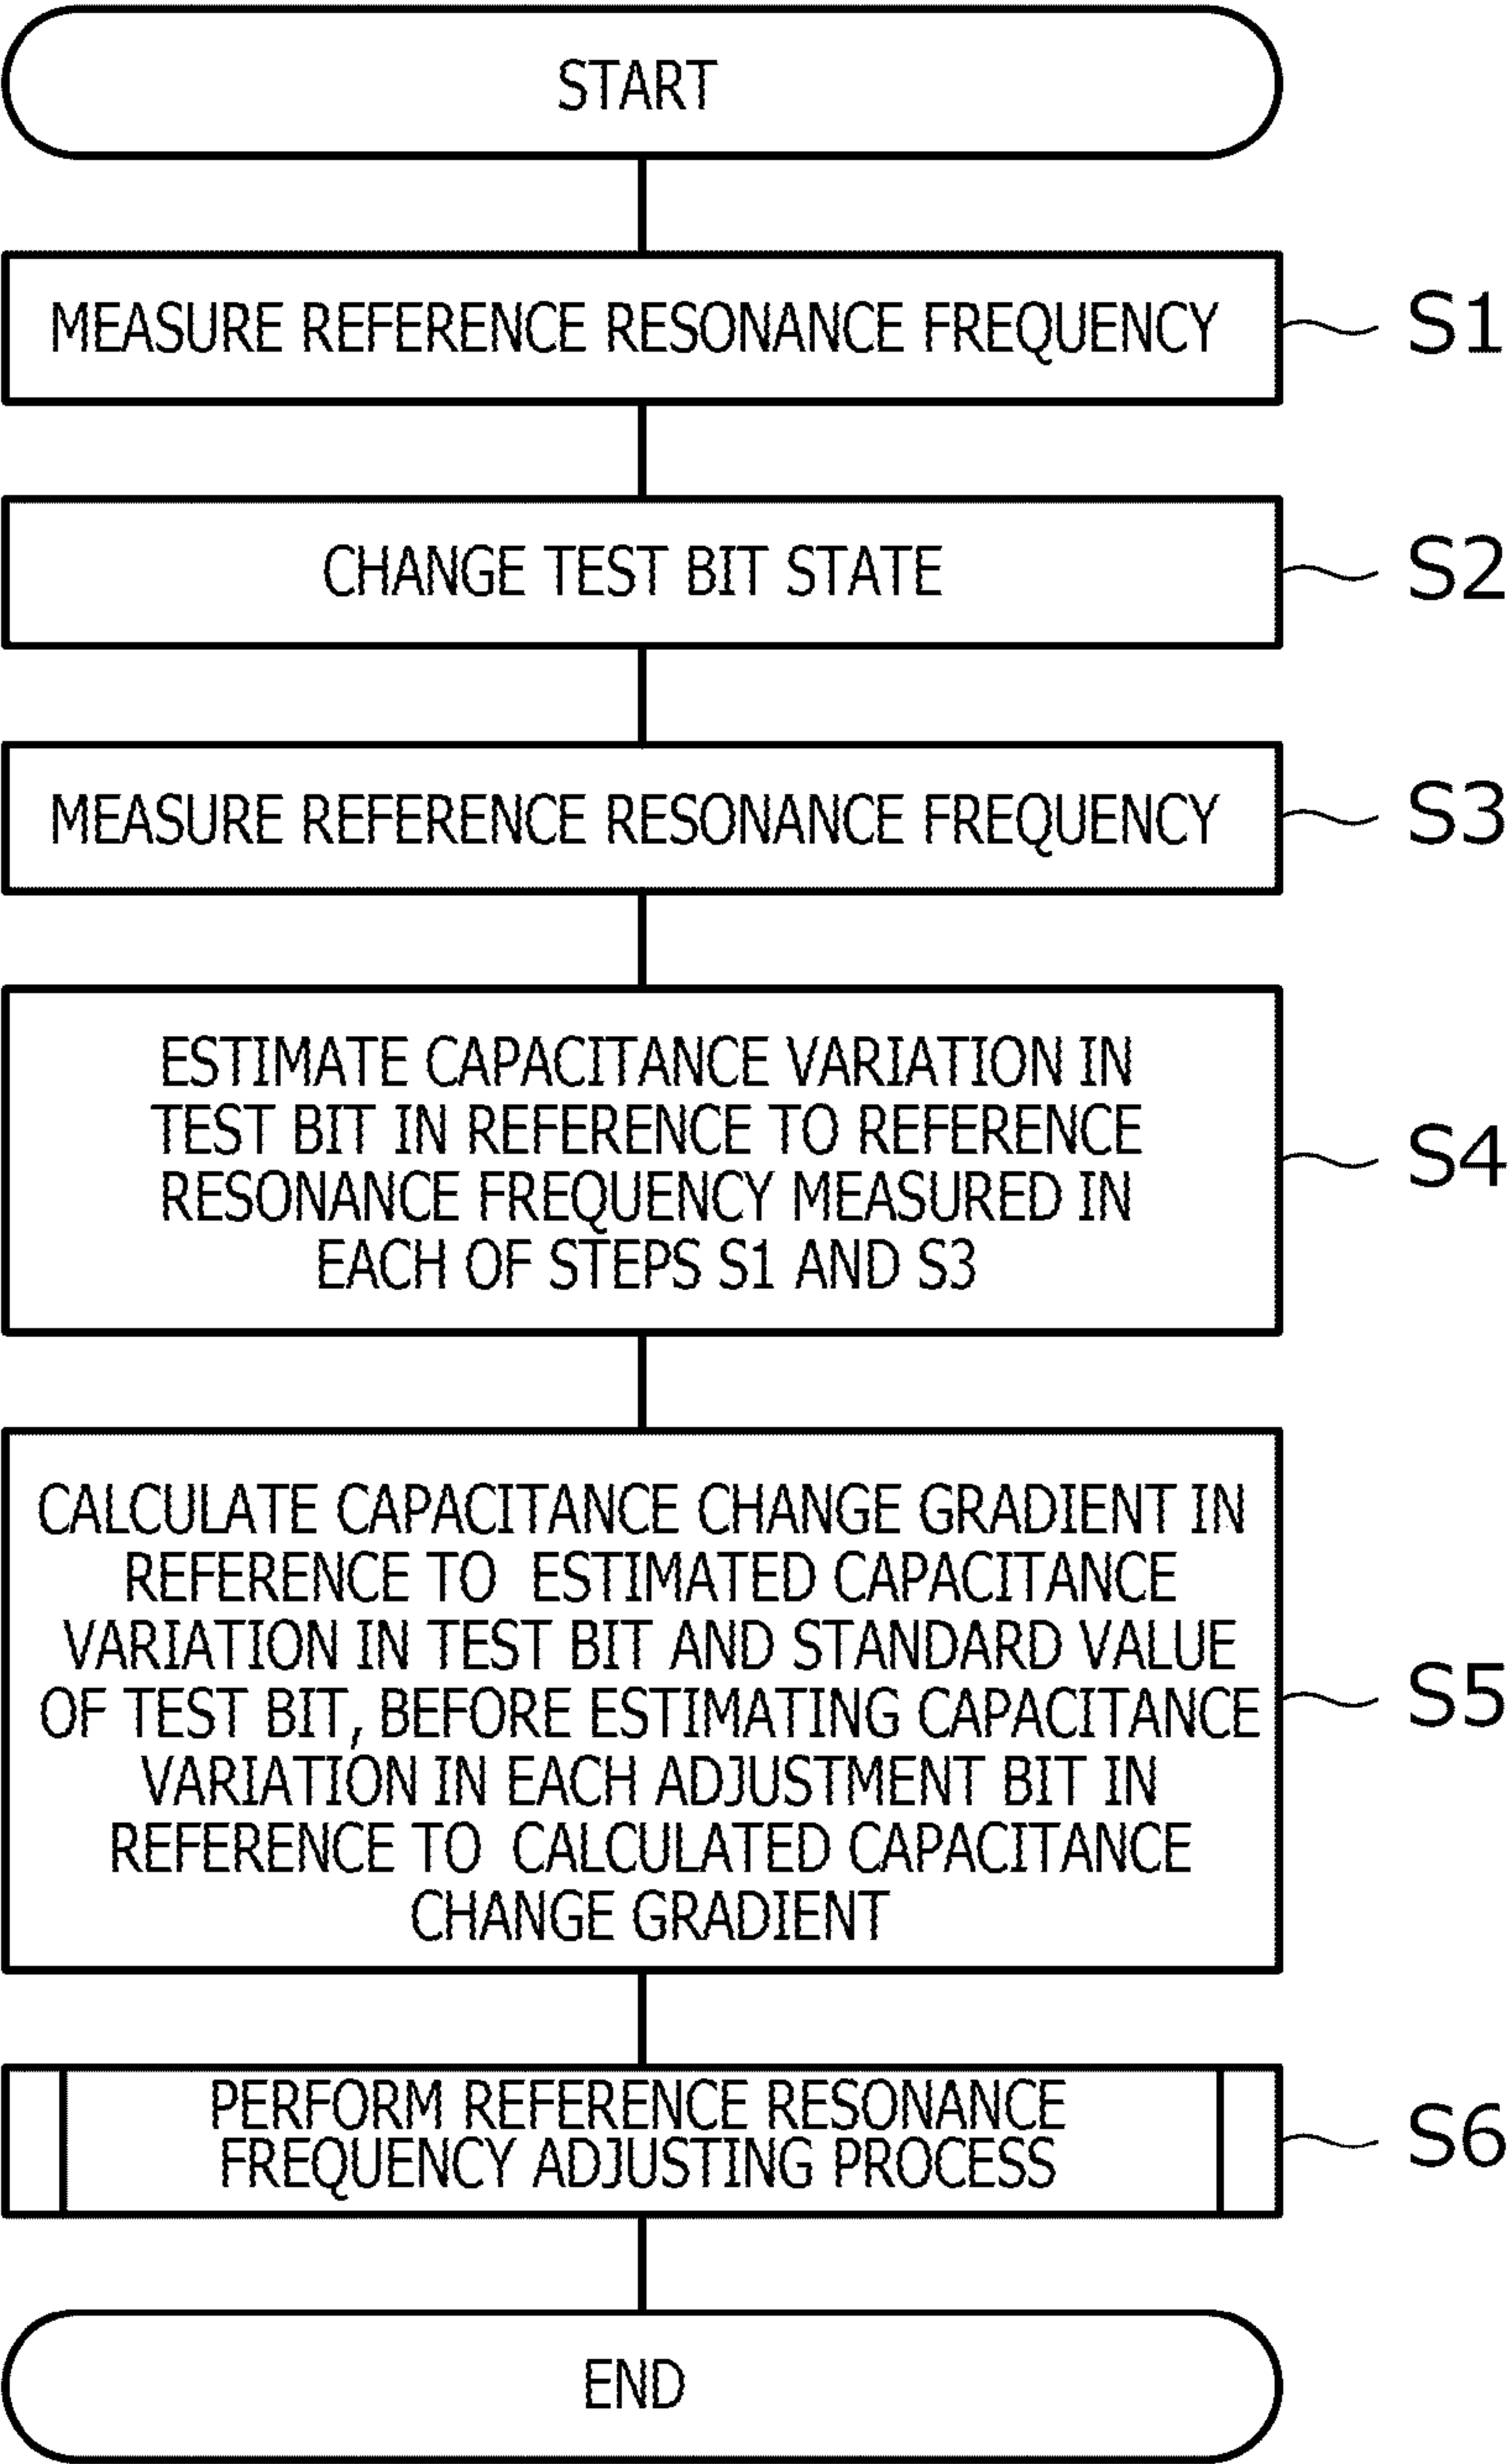 START
MEASURE REFERENCE RESONANCE FREQUENCY
S1
CHANGE TEST BIT STATE
S2
MEASURE REFERENCE RESONANCE FREQUENCY
S3
ESTIMATE CAPACITANCE VARIATION IN
TEST BIT IN REFERENCE TO REFERENCE
RESONANCE FREQUENCY MEASURED IN
EACH OF STEPS S1 AND S3
S4
CALCULATE CAPACITANCE CHANGE GRADIENT IN
REFERENCE TO ESTIMATED CAPACITANCE
VARIATION IN TEST BIT AND STANDARD VALUE
OF TEST BIT, BEFORE ESTIMATING CAPACITANCE
VARIATION IN EACH ADJUSTMENT BIT IN
REFERENCE TO CALCULATED CAPACITANCE
CHANGE GRADIENT
S5
PERFORM REFERENCE RESONANCE
FREQUENCY ADJUSTING PROCESS
S6
END